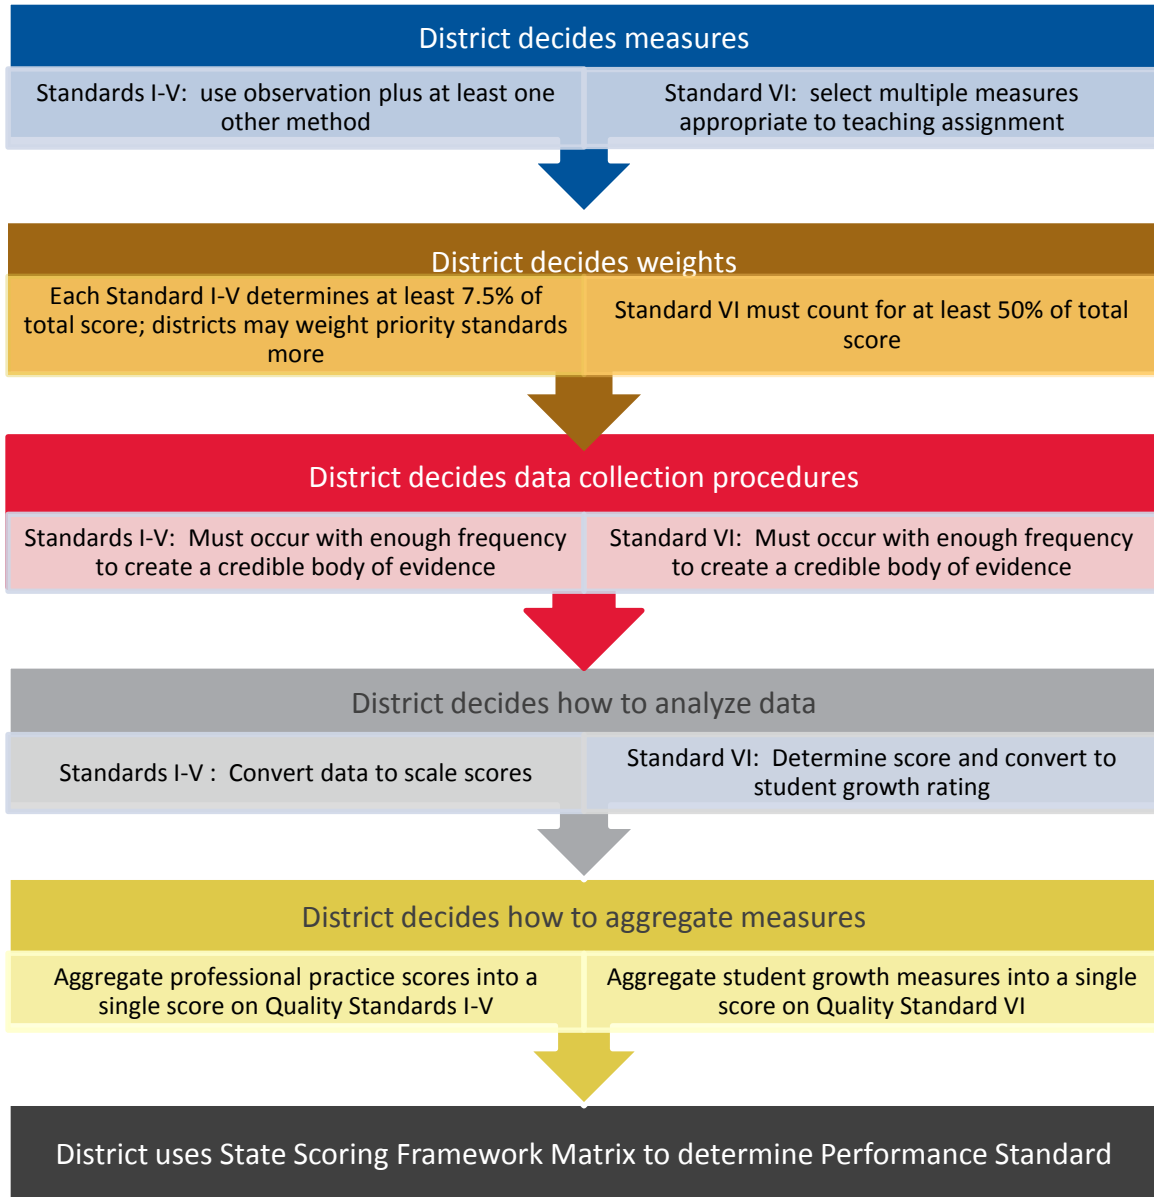 District decides measures
Standards I-V:  use observation plus at least one
other method
Standard VI:  select multiple measures
appropriate to teaching assignment
District decides weights
Each Standard I-V determines at least 7.5% of
total score; districts may weight priority standards
more
Standard VI must count for at least 50% of total
score
District decides data collection procedures
Standards I-V:  Must occur with enough frequency
to create a credible body of evidence
Standard VI:  Must occur with enough frequency
to create a credible body of evidence
District decides how to analyze data
Standards I-V :  Convert data to scale scores
Standard VI:  Determine score and convert to
student growth rating
District decides how to aggregate measures
Aggregate professional practice scores into a
single score on Quality Standards I-V
Aggregate student growth measures into a single
score on Quality Standard VI
District uses State Scoring Framework Matrix to determine Performance Standard